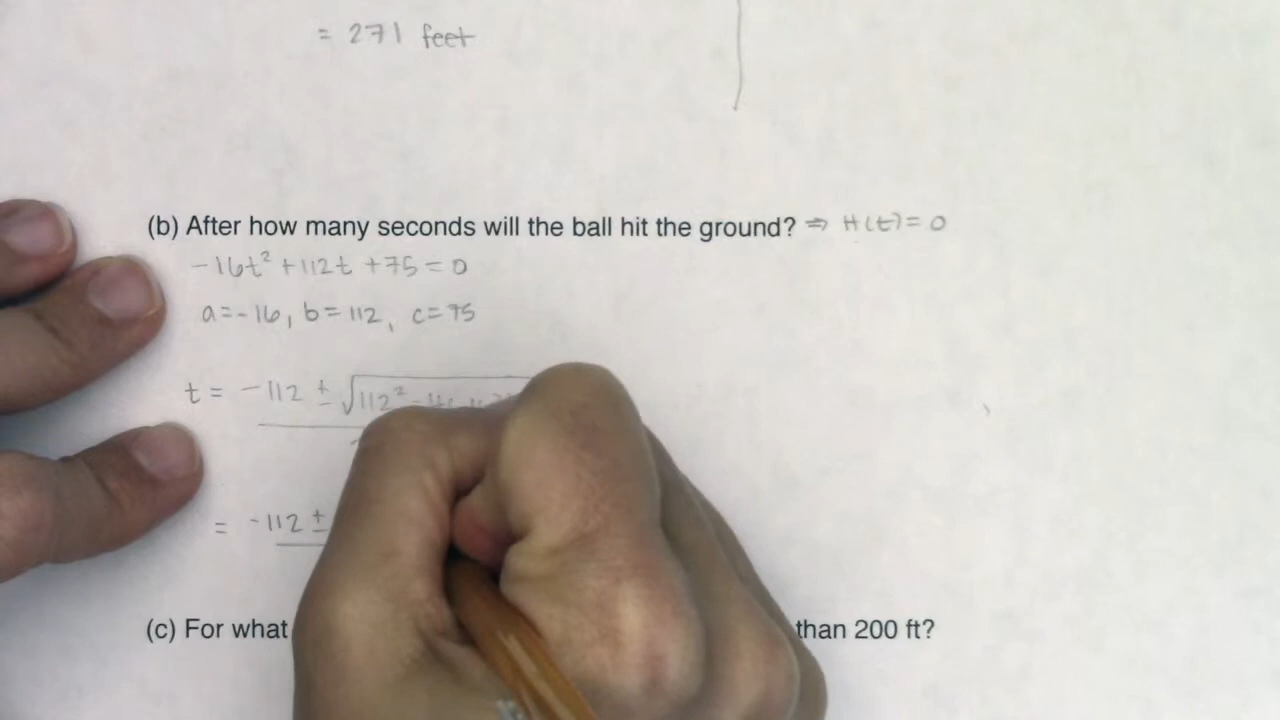 = 271 feet
(b) After how many seconds will the ball hit the ground? ⇒ H(t)=0
-16t² +112t +75 = 0
a=-16, b=112, c=75
t = -112 ± √112²
= -112 ±
(c) For what than 200 ft?